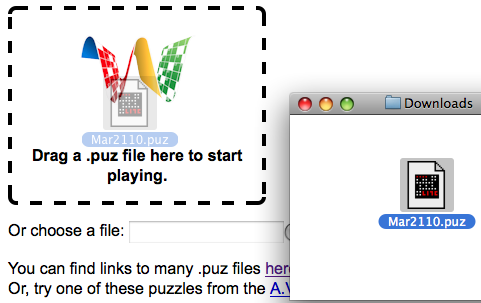 Mar2110.puz
Drag a .puz file here to start
playing.
Downloads
Mar2110.puz
Or choose a file:
You can find links to many .puz files here
Or, try one of these puzzles from the A.V